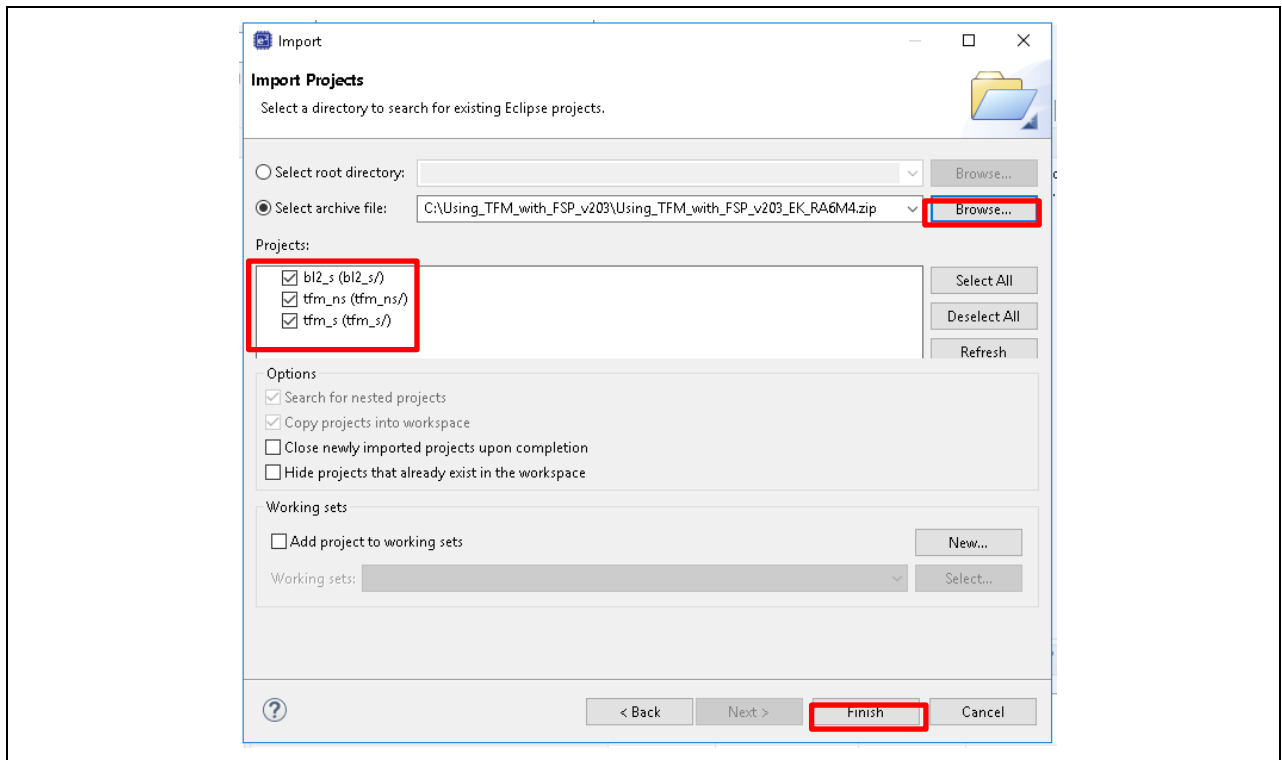 Import
Import Projects
Select a directory to search for existing Eclipse projects.
Select root directory: Browse...
Select archive file: C:\Using_TFM_with_FSP_v203\Using_TFM_with_FSP_v203_EK_RA6M4.zip Browse...
Projects:
bl2_s (bl2_s/) Select All
tfm_ns (tfm_ns/)
tfm_s (tfm_s/) Deselect All
Refresh
Options
Search for nested projects
Copy projects into workspace
Close newly imported projects upon completion
Hide projects that already exist in the workspace
Working sets
Add project to working sets New...
Working sets: Select...
? < Back Next > Finish Cancel